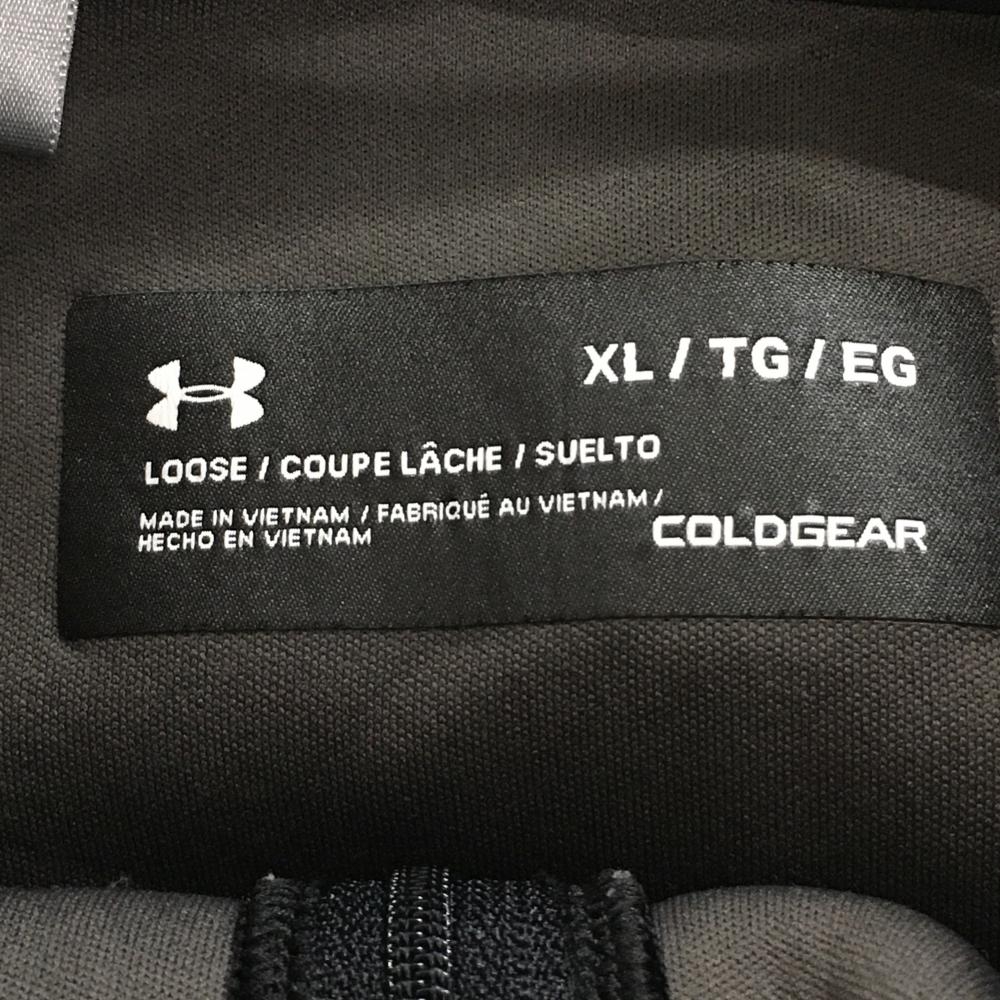 XL / TG / EG
LOOSE / COUPE LÂCHE / SUELTO
MADE IN VIETNAM / FABRIQUÉ AU VIETNAM /
HECHO EN VIETNAM
COLDGEAR